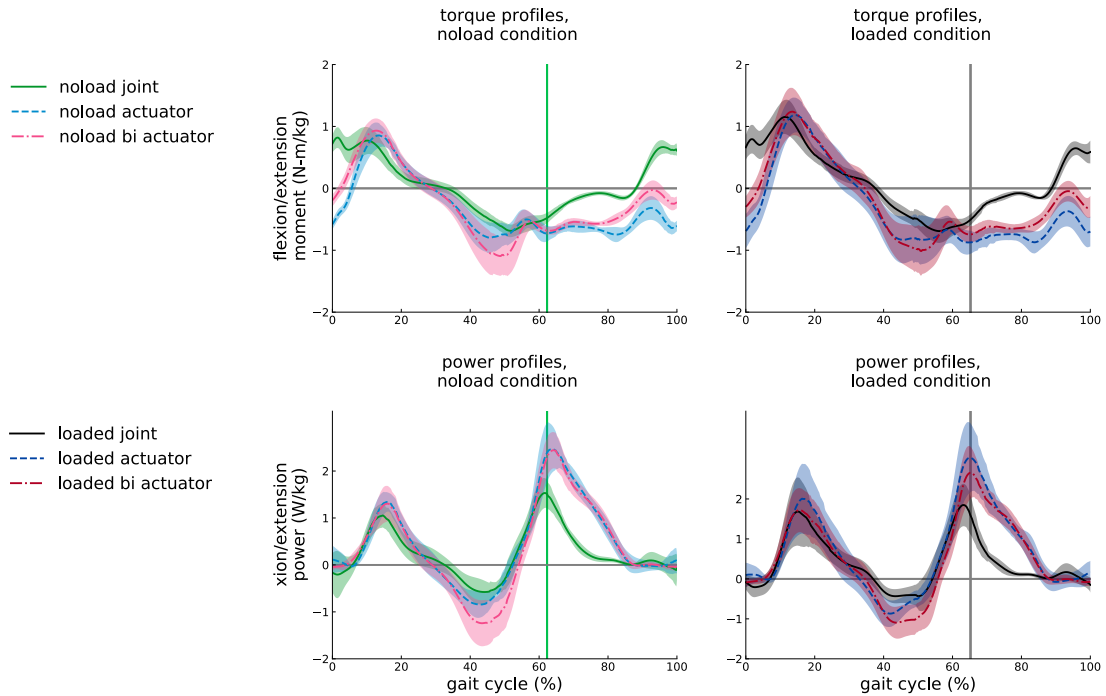 torque profiles,
noload condition
torque profiles,
loaded condition
noload joint
noload actuator
noload bi actuator
flexion/extension
moment (N-m/kg)
2
1
0
−1
−2
0
20
40
60
80
100
2
1
0
−1
−2
0
20
40
60
80
100
power profiles,
noload condition
power profiles,
loaded condition
loaded joint
loaded actuator
loaded bi actuator
xion/extension
power (W/kg)
2
1
0
−1
−2
0
20
40
60
80
100
gait cycle (%)
2
1
0
−1
−2
0
20
40
60
80
100
gait cycle (%)